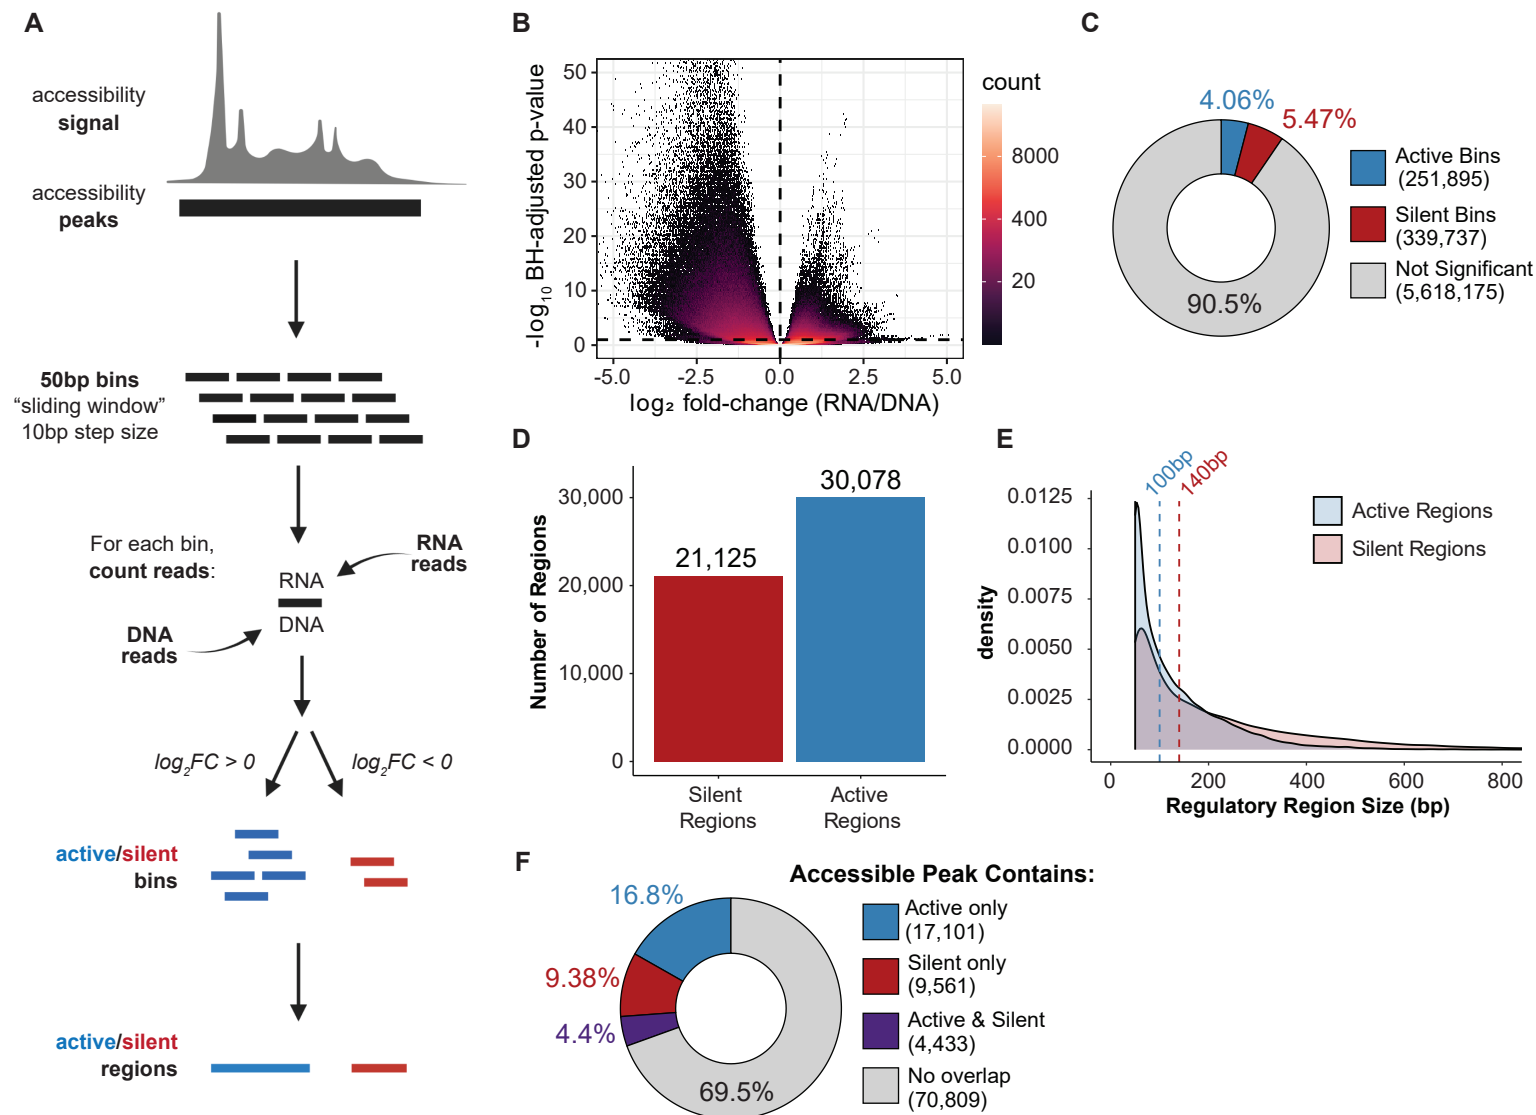 A
accessibility
signal
accessibility
peaks
50bp bins
“sliding window”
10bp step size
For each bin,
count reads:
RNA
reads
RNA
DNA
DNA
reads
log2FC > 0
log2FC < 0
active/silent
bins
active/silent
regions
B
-log10 BH-adjusted p-value
50
40
30
20
10
0
-5.0
-2.5
0.0
2.5
5.0
log₂ fold-change (RNA/DNA)
count
8000
400
20
C
4.06%
5.47%
90.5%
Active Bins
(251,895)
Silent Bins
(339,737)
Not Significant
(5,618,175)
D
Number of Regions
30,000
20,000
10,000
0
21,125
30,078
Silent
Regions
Active
Regions
E
density
0.0125
0.0100
0.0075
0.0050
0.0025
0.0000
100bp
140bp
Active Regions
Silent Regions
0
200
400
600
800
Regulatory Region Size (bp)
F
Accessible Peak Contains:
16.8%
9.38%
4.4%
69.5%
Active only
(17,101)
Silent only
(9,561)
Active & Silent
(4,433)
No overlap
(70,809)